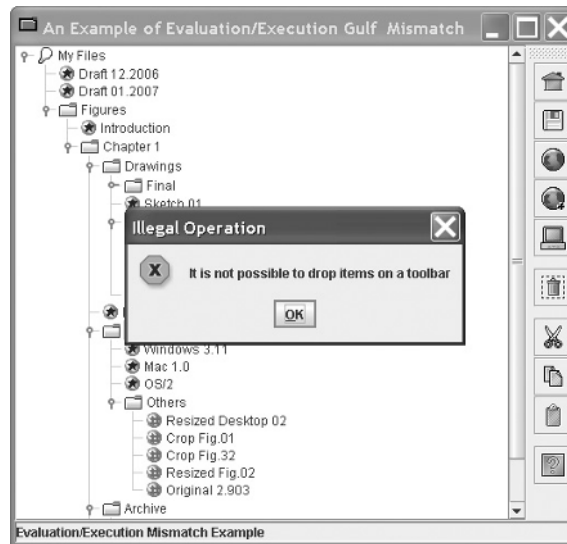 An Example of Evaluation/Execution Gulf Mismatch
My Files
Draft 12.2006
Draft 01.2007
Figures
Introduction
Chapter 1
Drawings
Final
Sketch 01
Illegal Operation
X
It is not possible to drop items on a toolbar
OK
Windows 3.11
Mac 1.0
OS/2
Others
Resized Desktop 02
Crop Fig.01
Crop Fig.32
Resized Fig.02
Original 2.903
Archive
?
Evaluation/Execution Mismatch Example